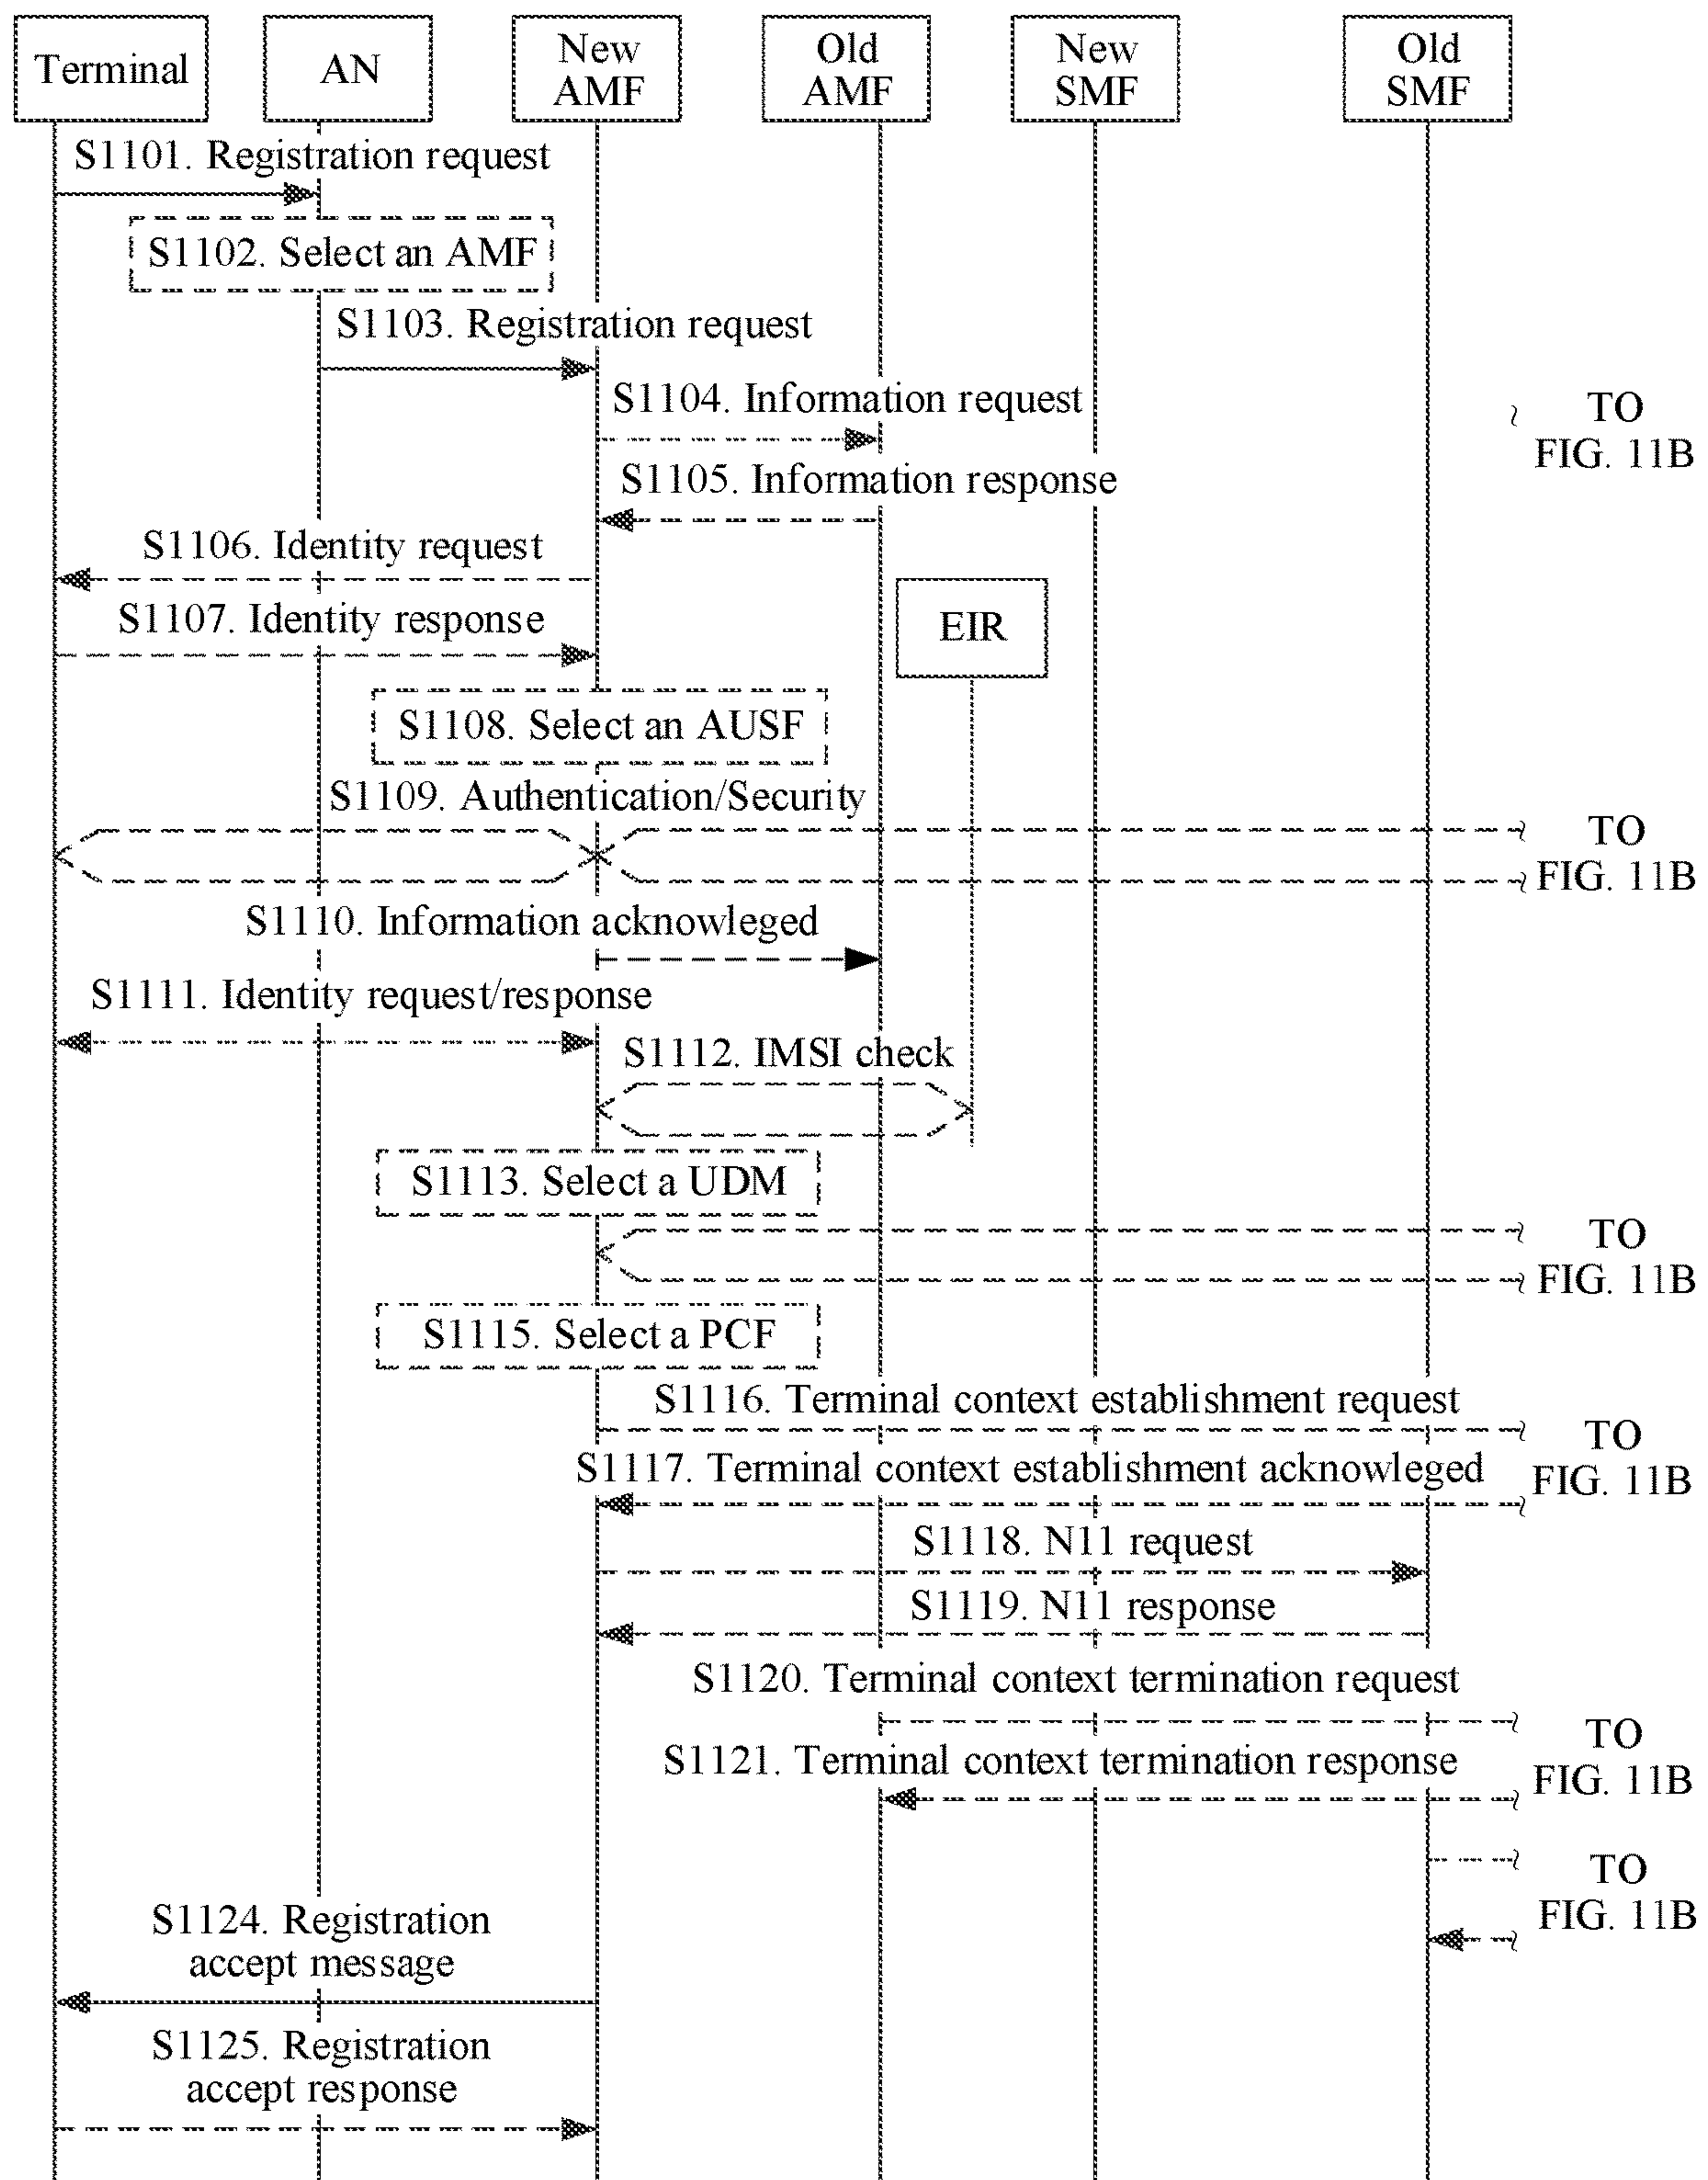 Terminal
AN
New
AMF
Old
AMF
New
SMF
Old
SMF
S1101. Registration request
S1102. Select an AMF
S1103. Registration request
S1104. Information request
TO
FIG. 11B
S1105. Information response
S1106. Identity request
S1107. Identity response
EIR
S1108. Select an AUSF
S1109. Authentication/Security
TO
FIG. 11B
S1110. Information acknowleged
S1111. Identity request/response
S1112. IMSI check
S1113. Select a UDM
TO
FIG. 11B
S1115. Select a PCF
S1116. Terminal context establishment request
TO
FIG. 11B
S1117. Terminal context establishment acknowleged
S1118. N11 request
S1119. N11 response
S1120. Terminal context termination request
TO
FIG. 11B
S1121. Terminal context termination response
TO
FIG. 11B
S1124. Registration
accept message
S1125. Registration
accept response